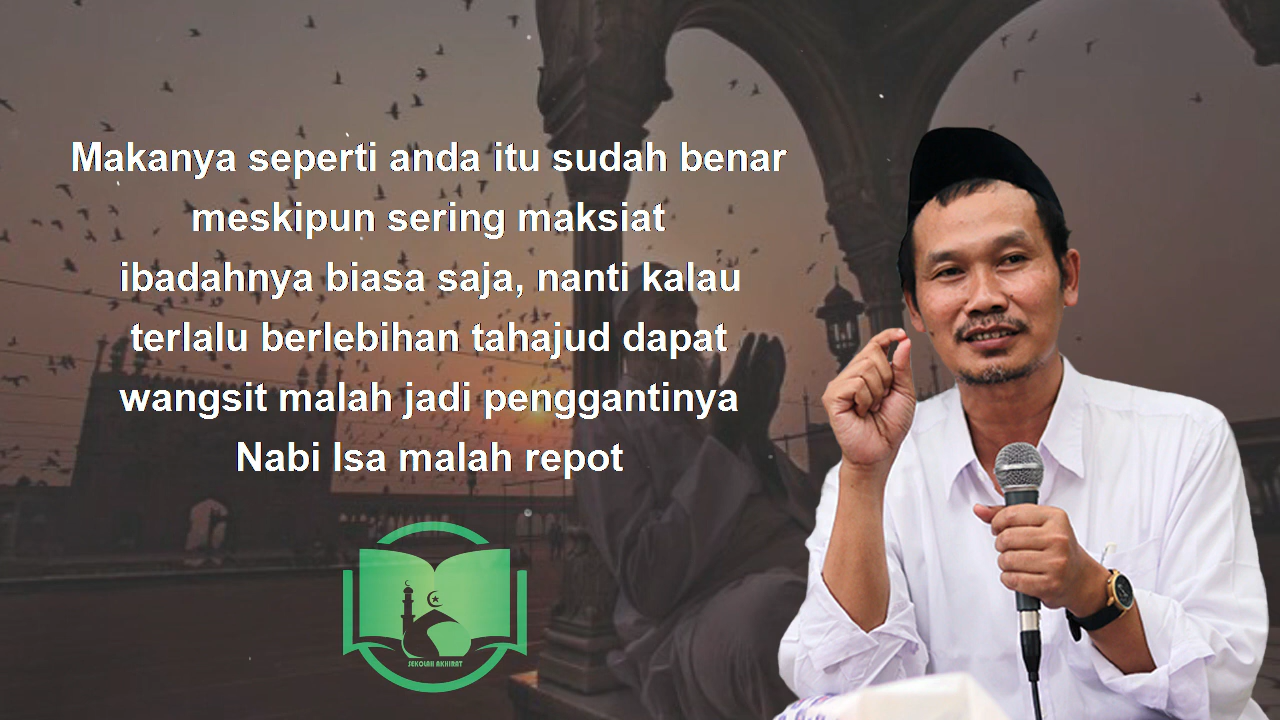 Makanya seperti anda itu sudah benar
meskipun sering maksiat
ibadahnya biasa saja, nanti kalau
terlalu berlebihan tahajud dapat
wangsit malah jadi penggantinya
Nabi Isa malah repot
SEKOLAH AKHIRAT